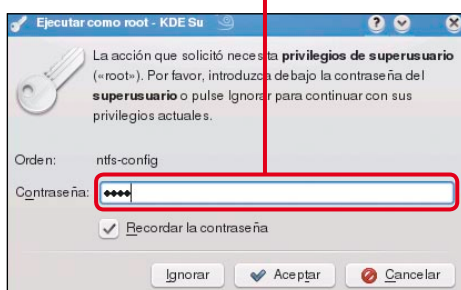 Ejecutar como root - KDE Su
La acción que solicitó necesita privilegios de superusuario
(«root»). Por favor, introduzca debajo la contraseña del
superusuario o pulse Ignorar para continuar con sus
privilegios actuales.
Orden: ntfs-config
Contraseña: ••••
Recordar la contraseña
Ignorar Aceptar Cancelar